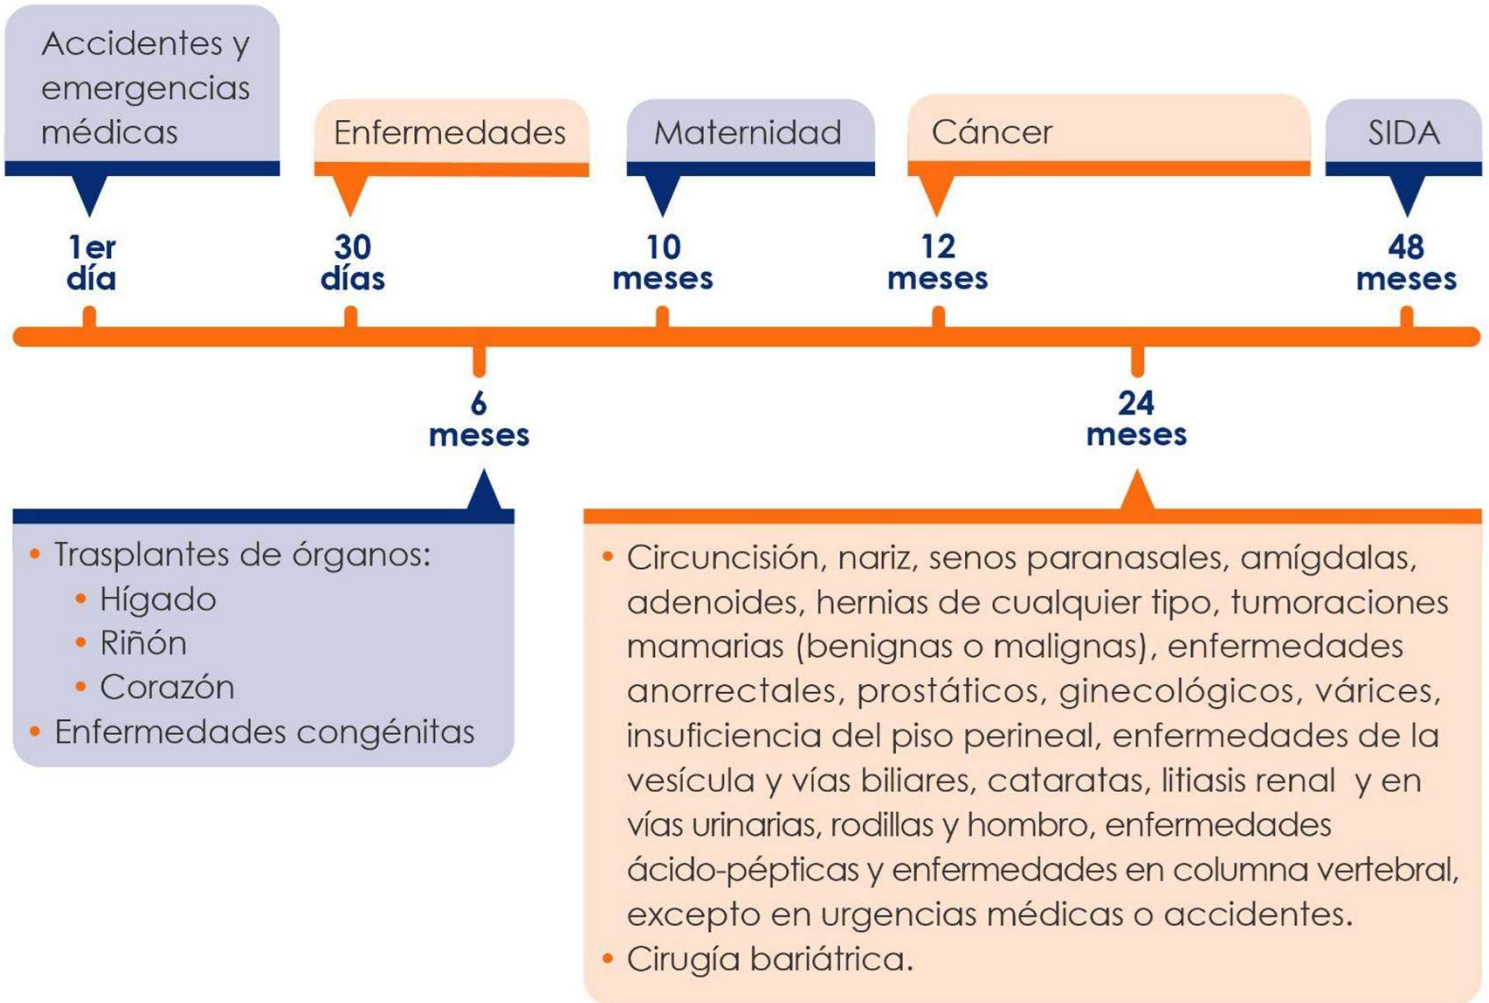 Accidentes y
emergencias
médicas
Enfermedades
Maternidad
Cáncer
SIDA
1er
día
30
días
10
meses
12
meses
48
meses
6
meses
24
meses
• Trasplantes de órganos:
• Hígado
• Riñón
• Corazón
• Enfermedades congénitas
• Circuncisión, nariz, senos paranasales, amígdalas,
adenoides, hernias de cualquier tipo, tumoraciones
mamarias (benignas o malignas), enfermedades
anorrectales, prostáticos, ginecológicos, várices,
insuficiencia del piso perineal, enfermedades de la
vesícula y vías biliares, cataratas, litiasis renal y en
vías urinarias, rodillas y hombro, enfermedades
ácido-pépticas y enfermedades en columna vertebral,
excepto en urgencias médicas o accidentes.
• Cirugía bariátrica.